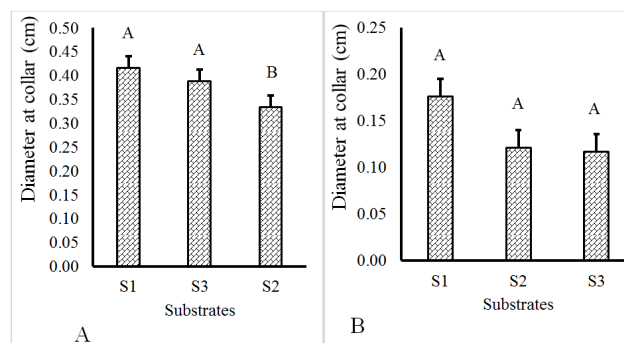 Diameter at collar (cm)
0.50
0.45
0.40
0.35
0.30
0.25
0.20
0.15
0.10
0.05
0.00
A
A
B
S1 S3 S2
Substrates
A
Diameter at collar (cm)
0.25
0.20
0.15
0.10
0.05
0.00
A
A
A
S1 S2 S3
Substrates
B